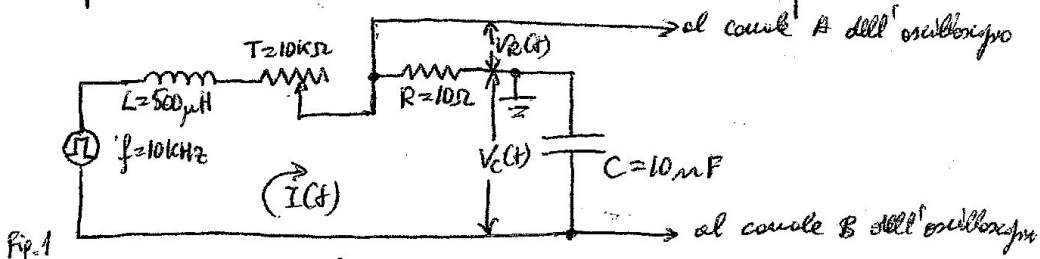 al canale A dell'oscilloscopio
VR(t)
T=10KΩ
L=500μH
R=10Ω
f=10KHZ
VC(t)
C=10nF
I(t)
al canale B dell'oscilloscopio
Fig.1